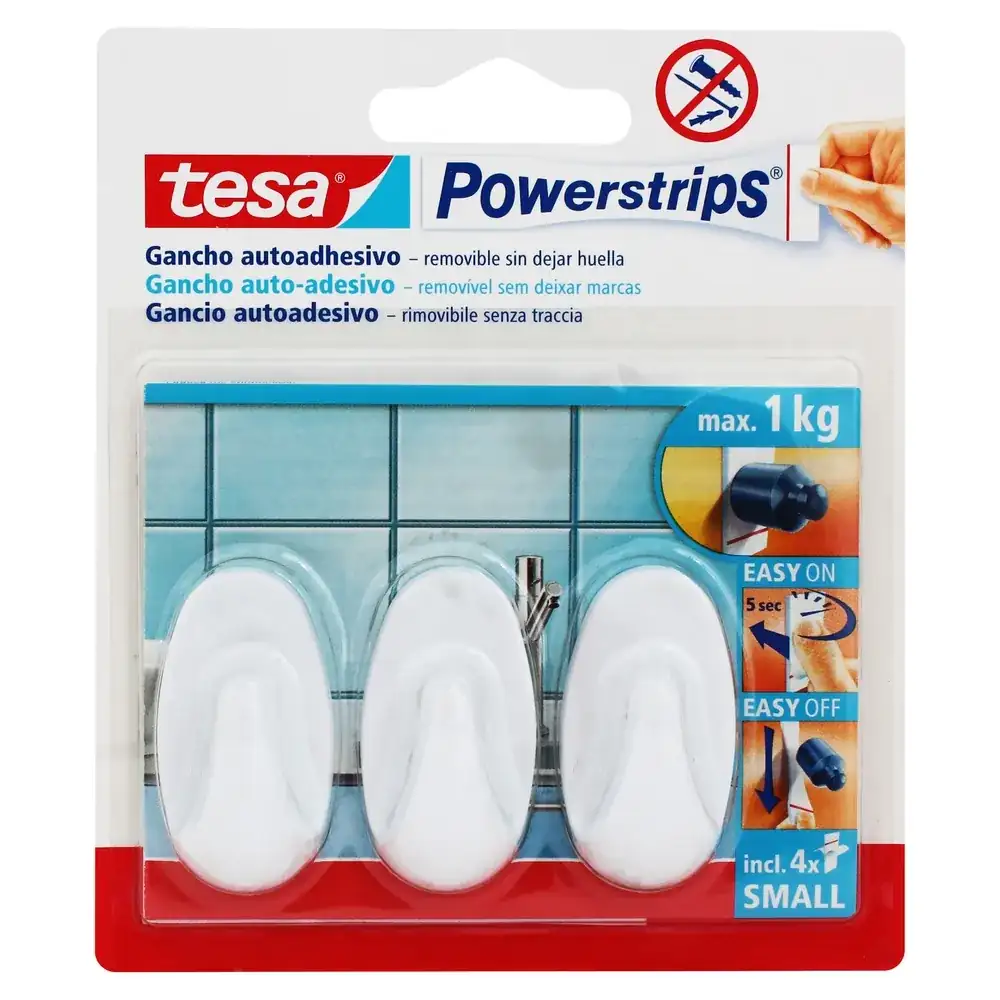 tesa®
Powerstrips®
Gancho autoadhesivo – removible sin dejar huella
Gancho auto-adesivo – removível sem deixar marcas
Gancio autoadesivo – rimovibile senza traccia
max. 1 kg
EASY ON
5 sec
EASY OFF
incl. 4x
SMALL